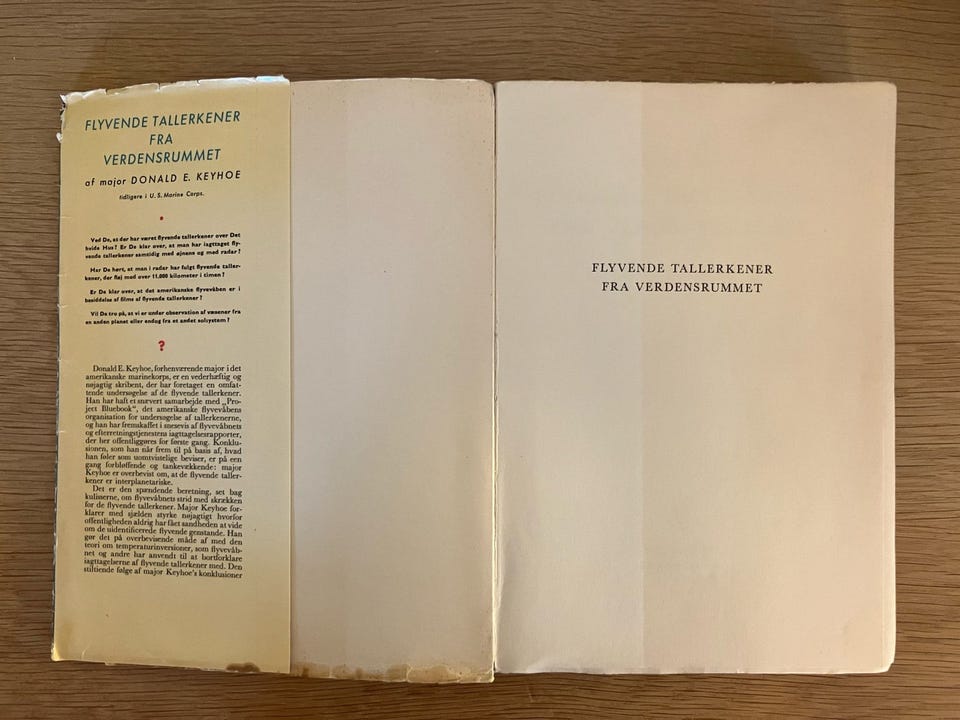 FLYVENDE TALLERKENER
FRA
VERDENSRUMMET
af major DONALD E. KEYHOE
tidligere i U. S. Marine Corps.
Ved De, at der har været flyvende tallerkener over Det
hvide Hus? Er De klar over, at man har iagttaget fly-
vende tallerkener samtidig med øjnene og med radar?
Har De hørt, at man i radar har fulgt flyvende taller-
kener, der fløj med over 11.000 kilometer i timen?
Er De klar over, at det amerikanske flyvevåben er i
besiddelse af films af flyvende tallerkener?
Vil De tro på, at vi er under observation af væsener fra
en anden planet eller endog fra et andet solsystem?
?
Donald E. Keyhoe, forhenværende major i det
amerikanske marinekorps, er en vederhæftig og
nøjagtig skribent, der har foretaget en omfat-
tende undersøgelse af de flyvende tallerkener.
Han har haft et snævert samarbejde med „Pro-
ject Bluebook“, det amerikanske flyvevåbens
organisation for undersøgelse af tallerkenerne,
og han har fremskaffet i snesevis af flyvevåbnets
og efterretningstjenestens iagttagelsesrapporter,
der her offentliggøres for første gang. Konklu-
sionen, som han når frem til på basis af, hvad
han føler som uomtvistelige beviser, er på en
gang forbløffende og tankevækkende: major
Keyhoe er overbevist om, at de flyvende taller-
kener er interplanetariske.
Det er den spændende beretning, set bag
kulisserne, om flyvevåbnets strid med skrækken
for de flyvende tallerkener. Major Keyhoe for-
klarer med sjælden styrke nøjagtigt hvorfor
offentligheden aldrig har fået sandheden at vide
om de uidentificerede flyvende genstande. Han
gør det på overbevisende måde af med den
teori om temperaturinversioner, som flyvevåb-
net og andre har anvendt til at bortforklare
iagttagelserne af flyvende tallerkener med. Den
stiltiende følge af major Keyhoe's konklusioner
FLYVENDE TALLERKENER
FRA VERDENSRUMMET